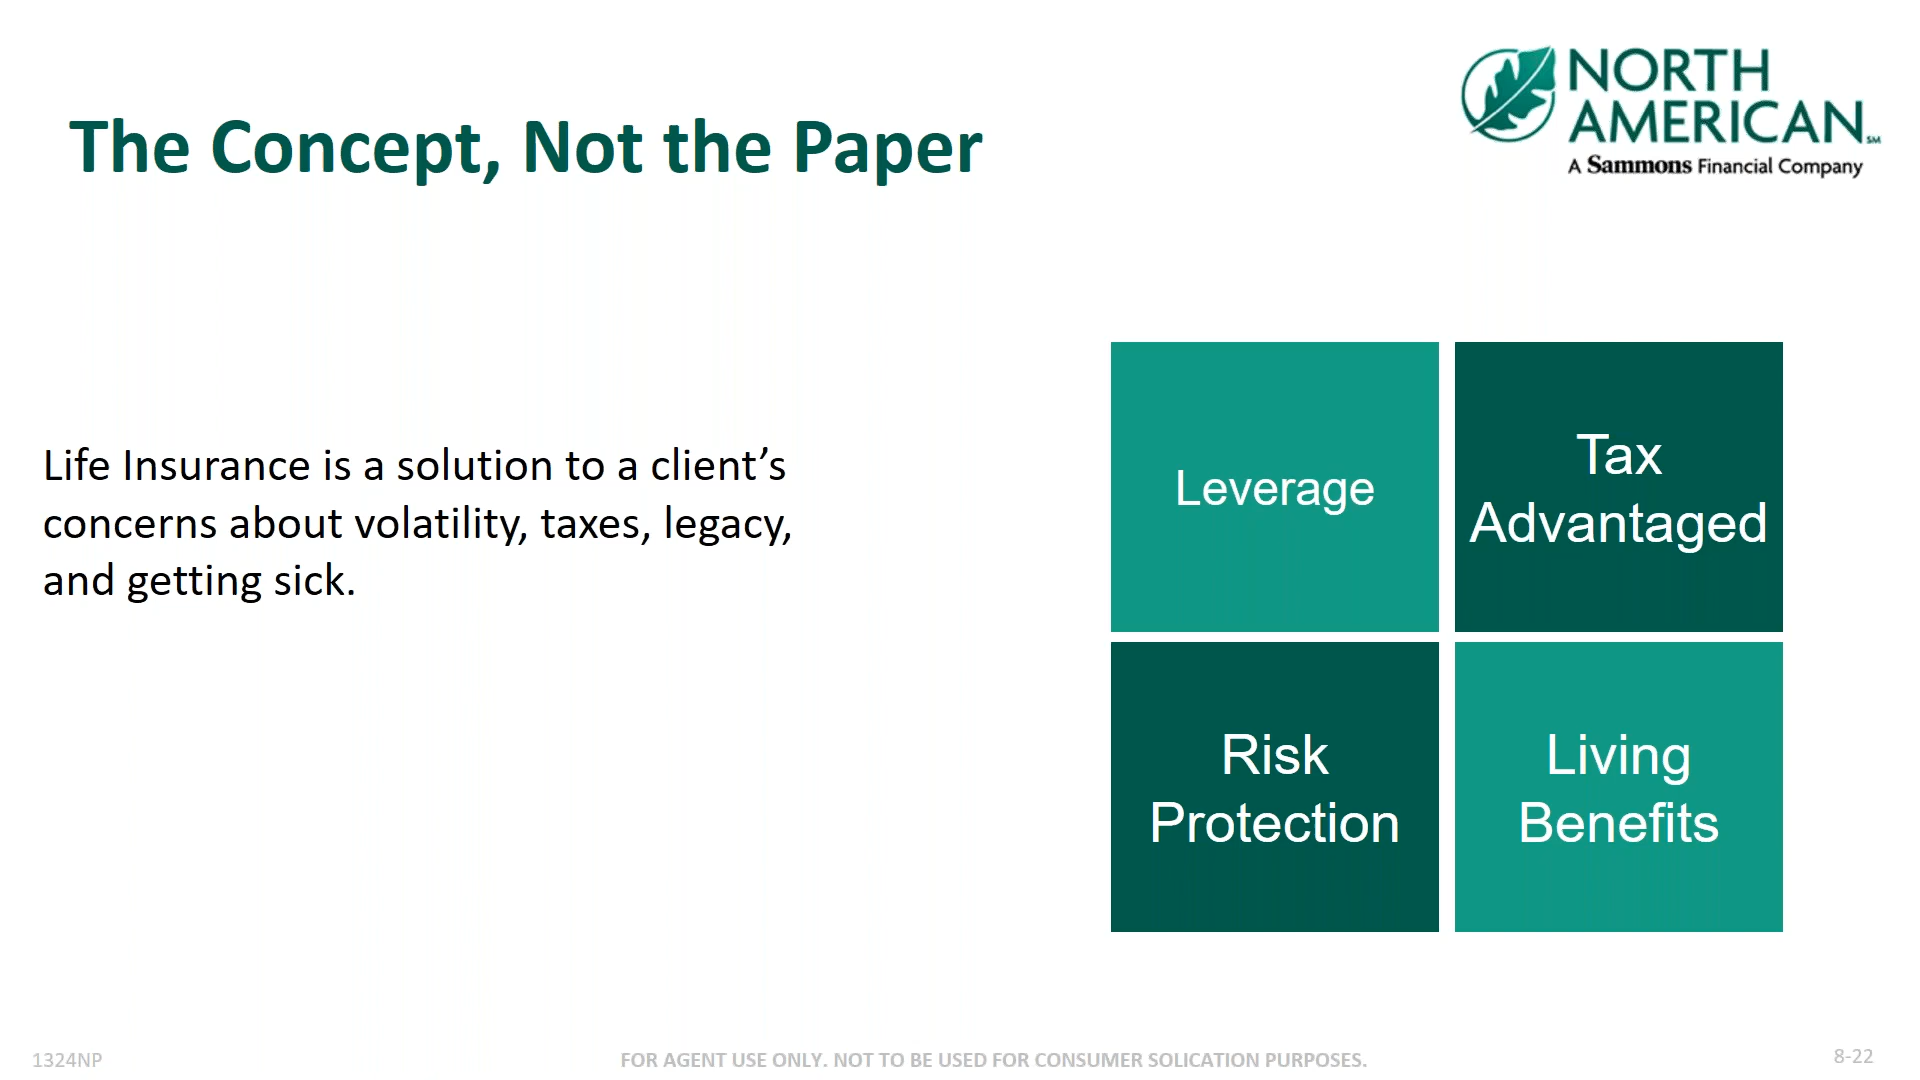 NORTH
AMERICAN℠
A Sammons Financial Company
The Concept, Not the Paper
Life Insurance is a solution to a client’s
concerns about volatility, taxes, legacy,
and getting sick.
Leverage
Tax
Advantaged
Risk
Protection
Living
Benefits
1324NP
FOR AGENT USE ONLY. NOT TO BE USED FOR CONSUMER SOLICATION PURPOSES.
8-22